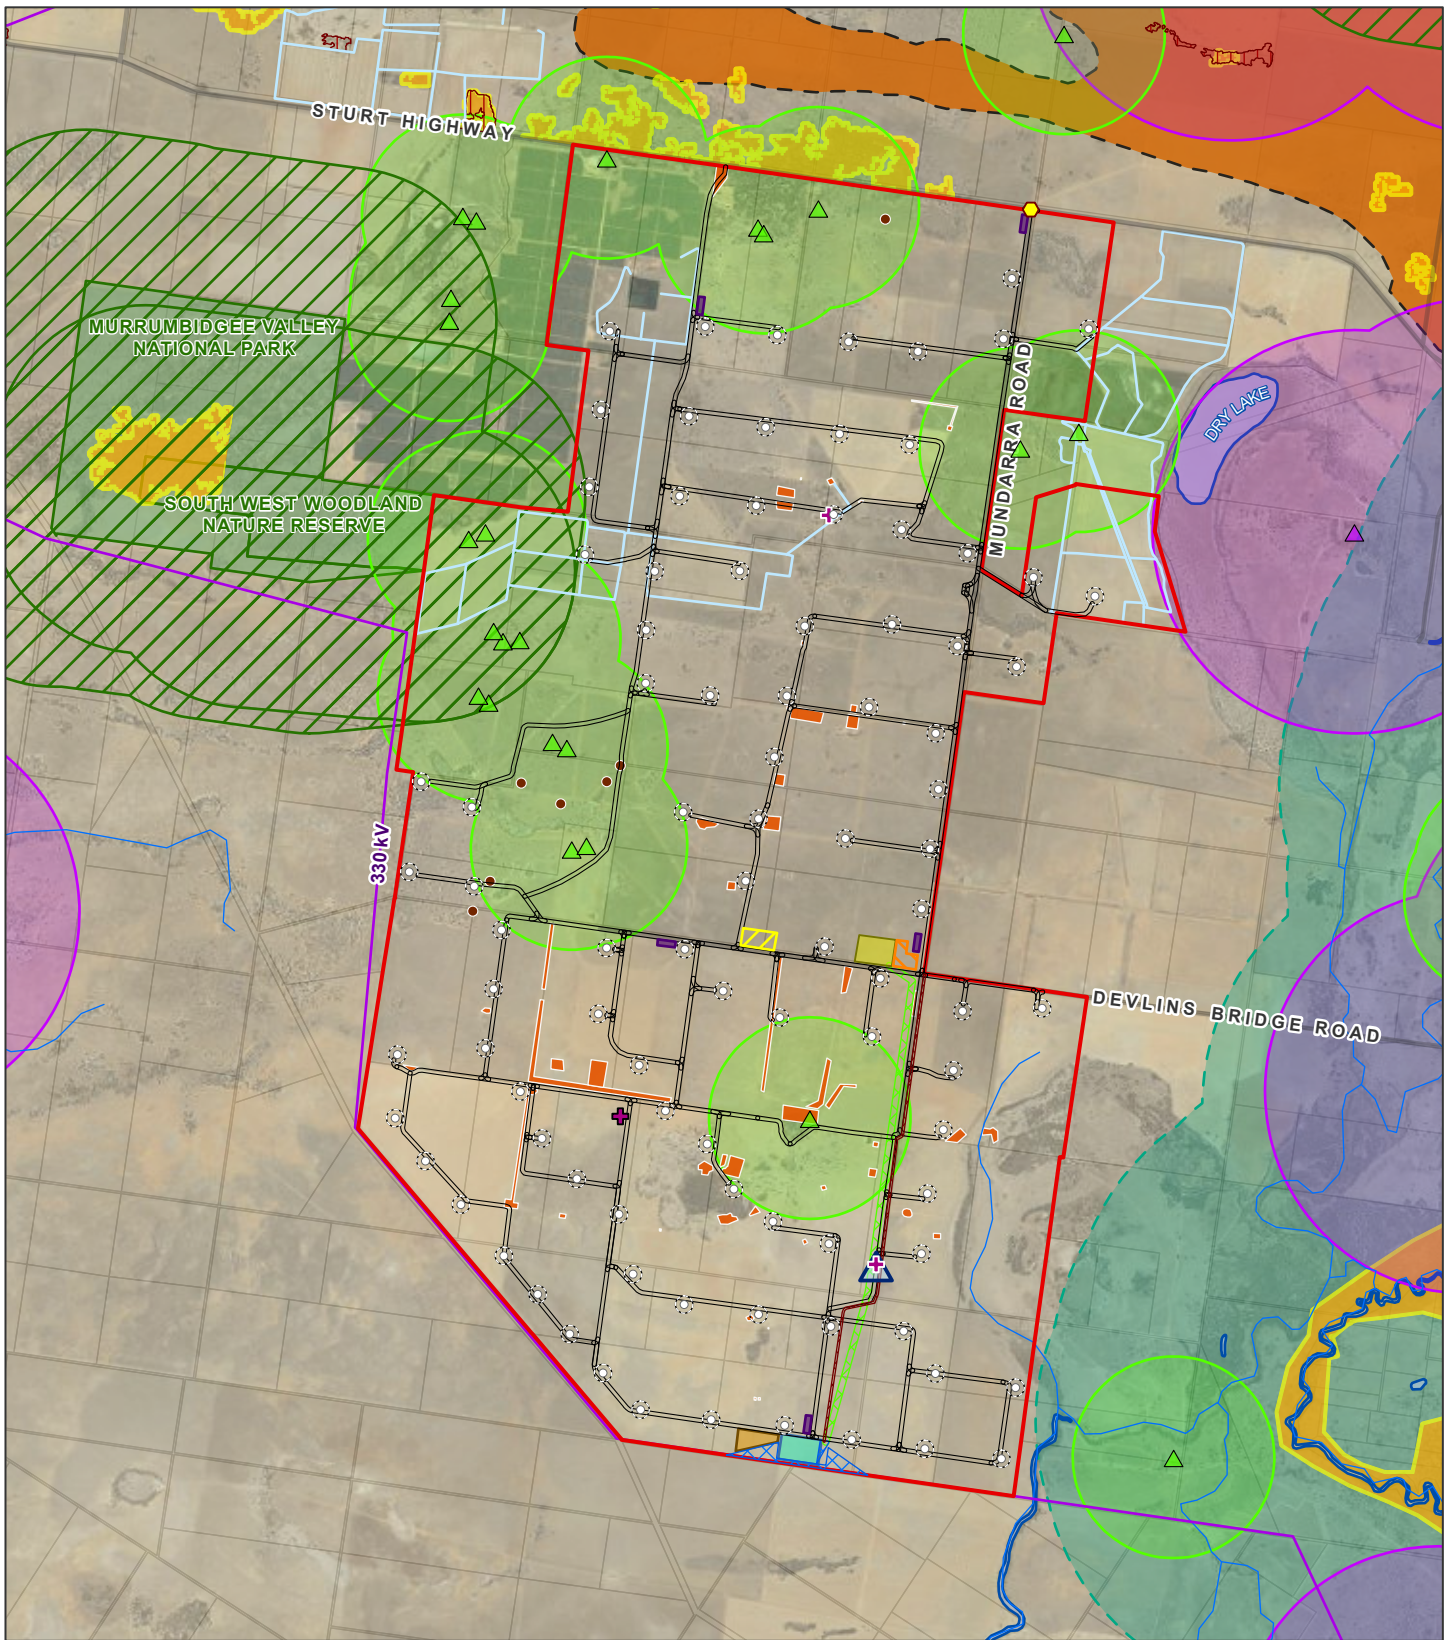 STURT HIGHWAY
MURRUMBIDGEE VALLEY
NATIONAL PARK
MUNDARRA ROAD
DRY LAKE
SOUTH WEST WOODLAND
NATURE RESERVE
330 kV
DEVLINS BRIDGE ROAD